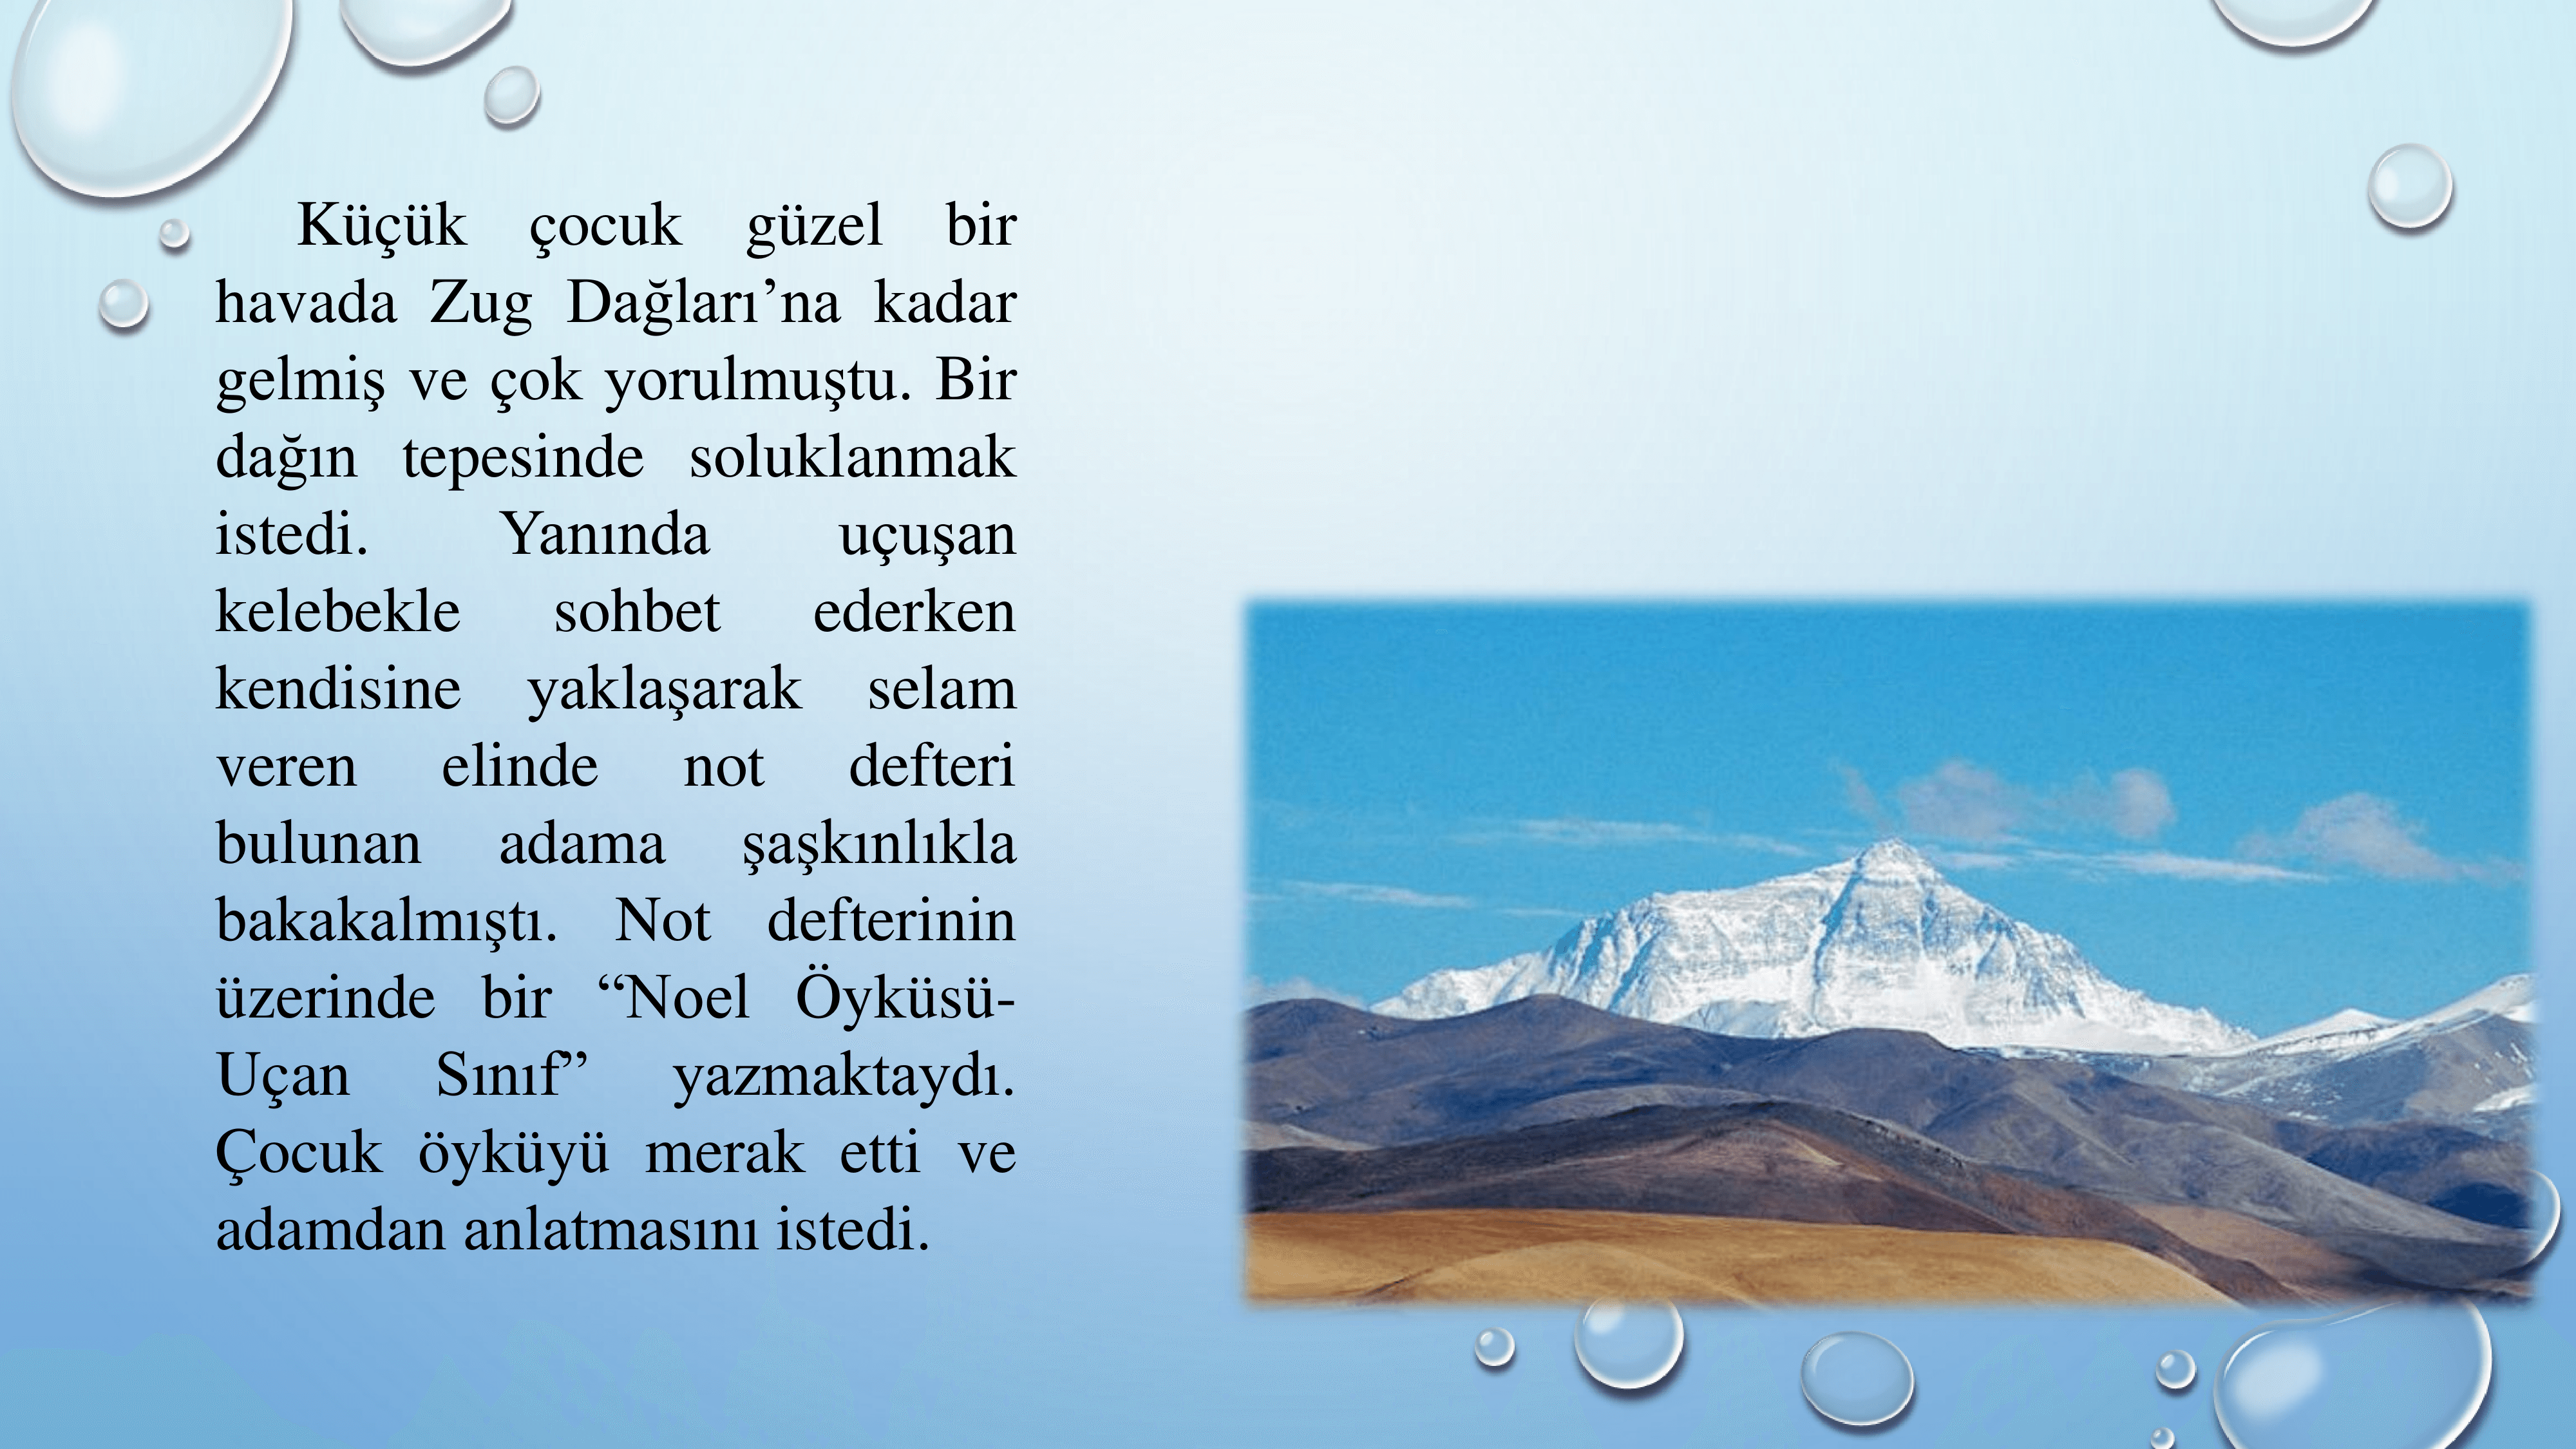 Küçük çocuk güzel bir
havada Zug Dağları’na kadar
gelmiş ve çok yorulmuştu. Bir
dağın tepesinde soluklanmak
istedi. Yanında uçuşan
kelebekle sohbet ederken
kendisine yaklaşarak selam
veren elinde not defteri
bulunan adama şaşkınlıkla
bakakalmıştı. Not defterinin
üzerinde bir “Noel Öyküsü-
Uçan Sınıf” yazmaktaydı.
Çocuk öyküyü merak etti ve
adamdan anlatmasını istedi.